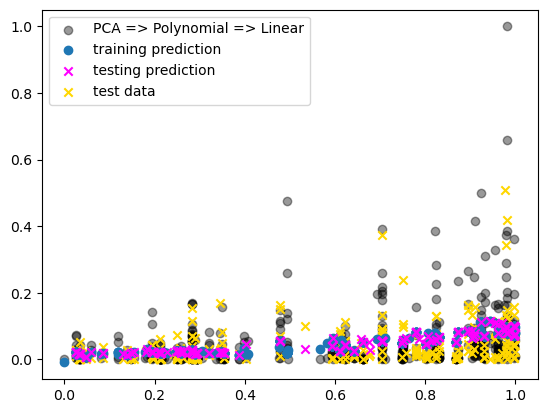 PCA => Polynomial => Linear
training prediction
testing prediction
test data
1.0
0.8
0.6
0.4
0.2
0.0
0.0 0.2 0.4 0.6 0.8 1.0